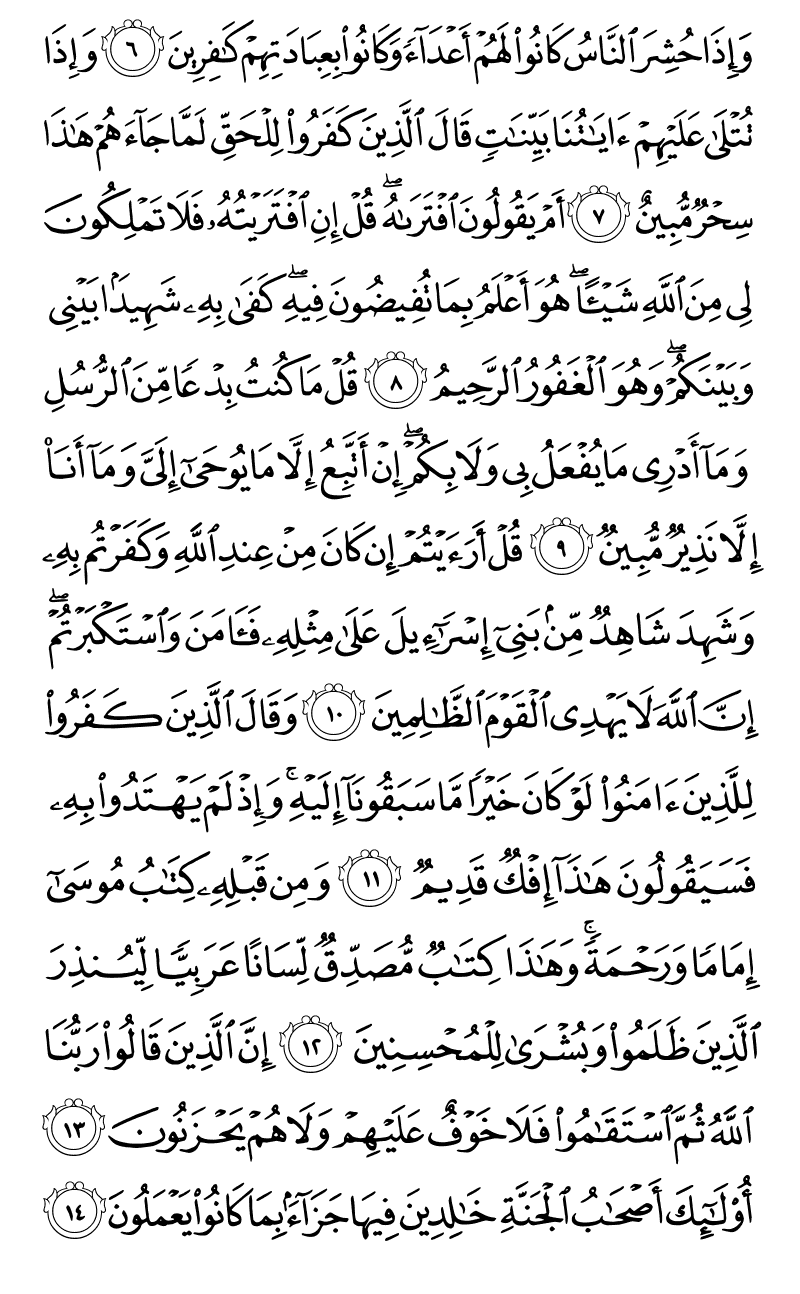 وَإِذَا حُشِرَ ٱلنَّاسُ كَانُوا۟ لَهُمْ أَعْدَآءً وَكَانُوا۟ بِعِبَادَتِهِمْ كَـٰفِرِينَ ٦ وَإِذَا
تُتْلَىٰ عَلَيْهِمْ ءَايَـٰتُنَا بَيِّنَـٰتٍ قَالَ ٱلَّذِينَ كَفَرُوا۟ لِلْحَقِّ لَمَّا جَآءَهُمْ هَـٰذَا
سِحْرٌ مُّبِينٌ ٧ أَمْ يَقُولُونَ ٱفْتَرَىٰهُ ۖ قُلْ إِنِ ٱفْتَرَيْتُهُۥ فَلَا تَمْلِكُونَ
لِى مِنَ ٱللَّهِ شَيْـًٔا ۖ هُوَ أَعْلَمُ بِمَا تُفِيضُونَ فِيهِ ۖ كَفَىٰ بِهِۦ شَهِيدًۢا بَيْنِى
وَبَيْنَكُمْ ۖ وَهُوَ ٱلْغَفُورُ ٱلرَّحِيمُ ٨ قُلْ مَا كُنتُ بِدْعًا مِّنَ ٱلرُّسُلِ
وَمَآ أَدْرِى مَا يُفْعَلُ بِى وَلَا بِكُمْ ۖ إِنْ أَتَّبِعُ إِلَّا مَا يُوحَىٰٓ إِلَىَّ وَمَآ أَنَا۠
إِلَّا نَذِيرٌ مُّبِينٌ ٩ قُلْ أَرَءَيْتُمْ إِن كَانَ مِنْ عِندِ ٱللَّهِ وَكَفَرْتُم بِهِۦ
وَشَهِدَ شَاهِدٌ مِّنۢ بَنِىٓ إِسْرَٰٓءِيلَ عَلَىٰ مِثْلِهِۦ فَـَٔامَنَ وَٱسْتَكْبَرْتُمْ ۖ
إِنَّ ٱللَّهَ لَا يَهْدِى ٱلْقَوْمَ ٱلظَّـٰلِمِينَ ١٠ وَقَالَ ٱلَّذِينَ كَفَرُوا۟
لِلَّذِينَ ءَامَنُوا۟ لَوْ كَانَ خَيْرًا مَّا سَبَقُونَآ إِلَيْهِ ۚ وَإِذْ لَمْ يَهْتَدُوا۟ بِهِۦ
فَسَيَقُولُونَ هَـٰذَآ إِفْكٌ قَدِيمٌ ١١ وَمِن قَبْلِهِۦ كِتَـٰبُ مُوسَىٰٓ
إِمَامًا وَرَحْمَةً ۚ وَهَـٰذَا كِتَـٰبٌ مُّصَدِّقٌ لِّسَانًا عَرَبِيًّا لِّيُنذِرَ
ٱلَّذِينَ ظَلَمُوا۟ وَبُشْرَىٰ لِلْمُحْسِنِينَ ١٢ إِنَّ ٱلَّذِينَ قَالُوا۟ رَبُّنَا
ٱللَّهُ ثُمَّ ٱسْتَقَـٰمُوا۟ فَلَا خَوْفٌ عَلَيْهِمْ وَلَا هُمْ يَحْزَنُونَ ١٣
أُو۟لَـٰٓئِكَ أَصْحَـٰبُ ٱلْجَنَّةِ خَـٰلِدِينَ فِيهَا جَزَآءًۢ بِمَا كَانُوا۟ يَعْمَلُونَ ١٤